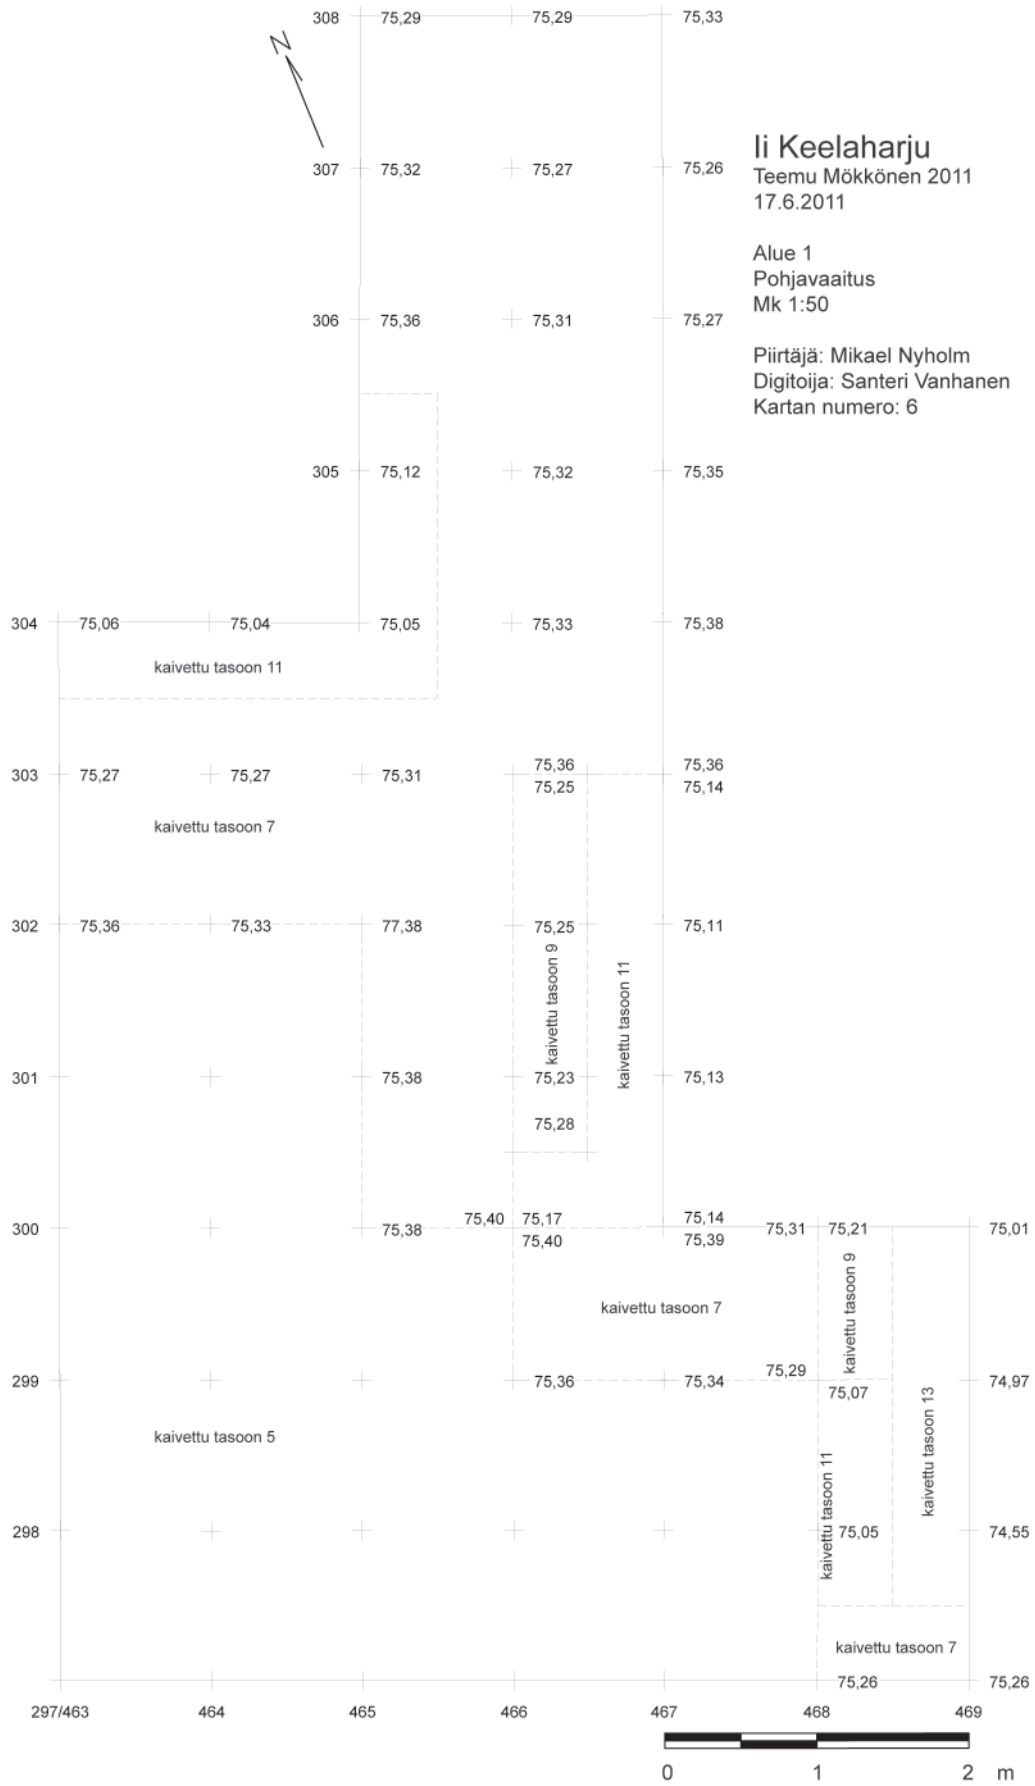 N
308 75,29 75,29 75,33
Ii Keelaharju
Teemu Mökkönen 2011
17.6.2011
Alue 1
Pohjavaaitus
Mk 1:50
Piirtäjä: Mikael Nyholm
Digitoija: Santeri Vanhanen
Kartan numero: 6
307 75,32 75,27 75,26
306 75,36 75,31 75,27
305 75,12 75,32 75,35
304 75,06 75,04 75,05 75,33 75,38
kaivettu tasoon 11
75,36 75,36
303 75,27 75,27 75,31
75,25 75,14
kaivettu tasoon 7
302 75,36 75,33 77,38 75,25 75,11
kaivettu tasoon 9
kaivettu tasoon 11
301 75,38 75,23 75,13
75,28
75,40 75,17 75,14
300 75,38 75,31 75,21 75,01
75,40 75,39
kaivettu tasoon 9
kaivettu tasoon 7
75,29
299 75,36 75,34 74,97
75,07
kaivettu tasoon 5
kaivettu tasoon 11
kaivettu tasoon 13
298 75,05 74,55
kaivettu tasoon 7
75,26 75,26
297/463 464 465 466 467 468 469
0 1 2 m